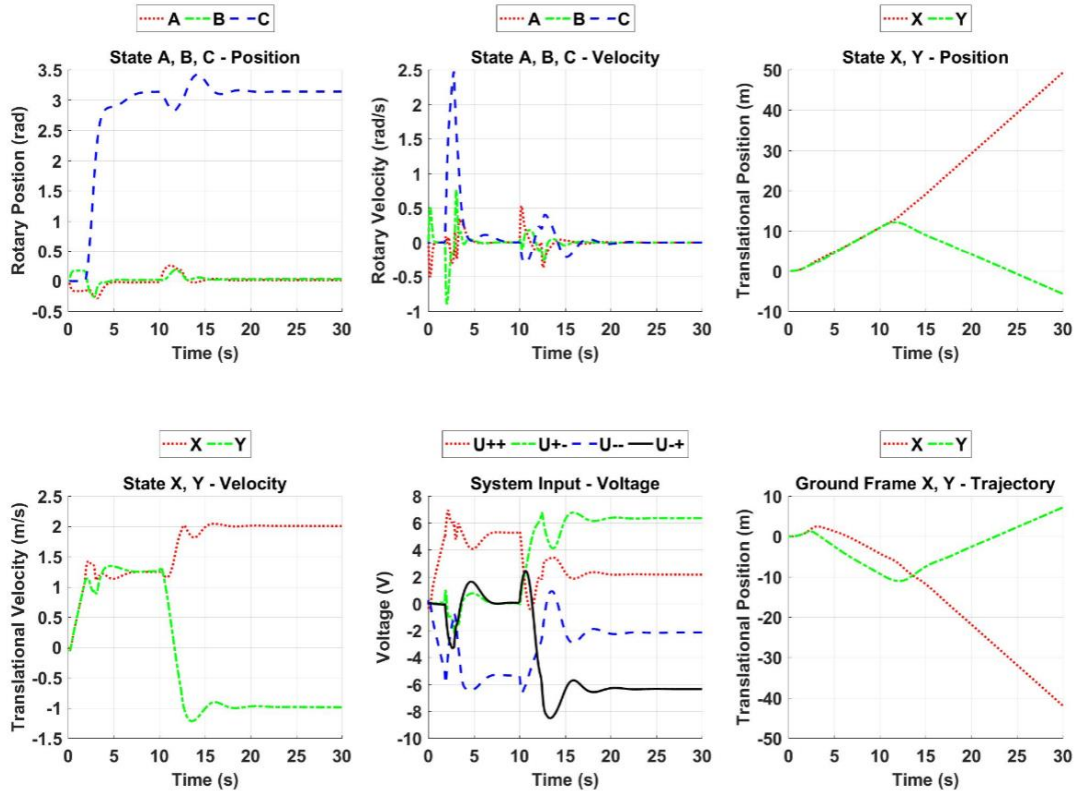 A B C
State A, B, C - Position
Rotary Postion (rad)
3.5
3
2.5
2
1.5
1
0.5
0
-0.5
0 5 10 15 20 25 30
Time (s)
A B C
State A, B, C - Velocity
Rotary Velocity (rad/s)
2.5
2
1.5
1
0.5
0
-0.5
-1
0 5 10 15 20 25 30
Time (s)
X Y
State X, Y - Position
Translational Position (m)
50
40
30
20
10
0
-10
0 5 10 15 20 25 30
Time (s)
X Y
State X, Y - Velocity
Translational Velocity (m/s)
2.5
2
1.5
1
0.5
0
-0.5
-1
-1.5
0 5 10 15 20 25 30
Time (s)
U++ U+- U-- U-+
System Input - Voltage
Voltage (V)
8
6
4
2
0
-2
-4
-6
-8
-10
0 5 10 15 20 25 30
Time (s)
X Y
Ground Frame X, Y - Trajectory
Translational Position (m)
10
0
-10
-20
-30
-40
-50
0 5 10 15 20 25 30
Time (s)